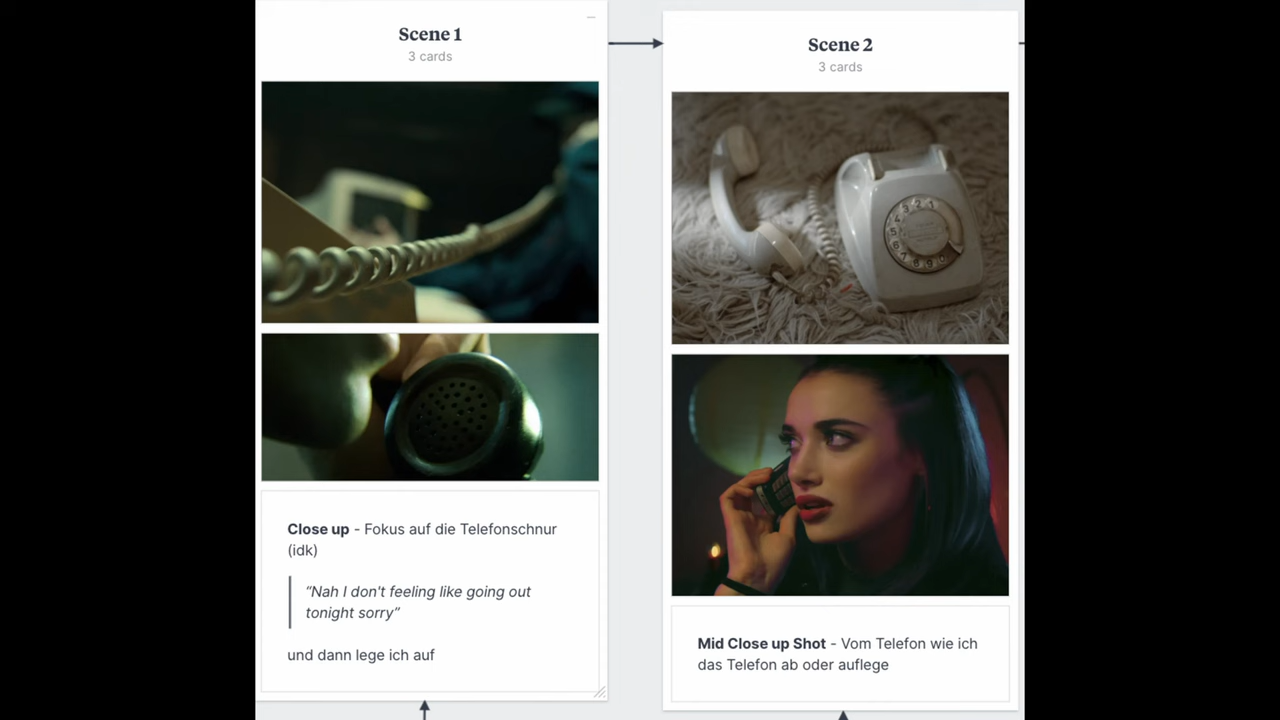 Scene 1
3 cards
Close up - Fokus auf die Telefonschnur
(idk)
“Nah I don't feeling like going out
tonight sorry”
und dann lege ich auf
Scene 2
3 cards
Mid Close up Shot - Vom Telefon wie ich
das Telefon ab oder auflege